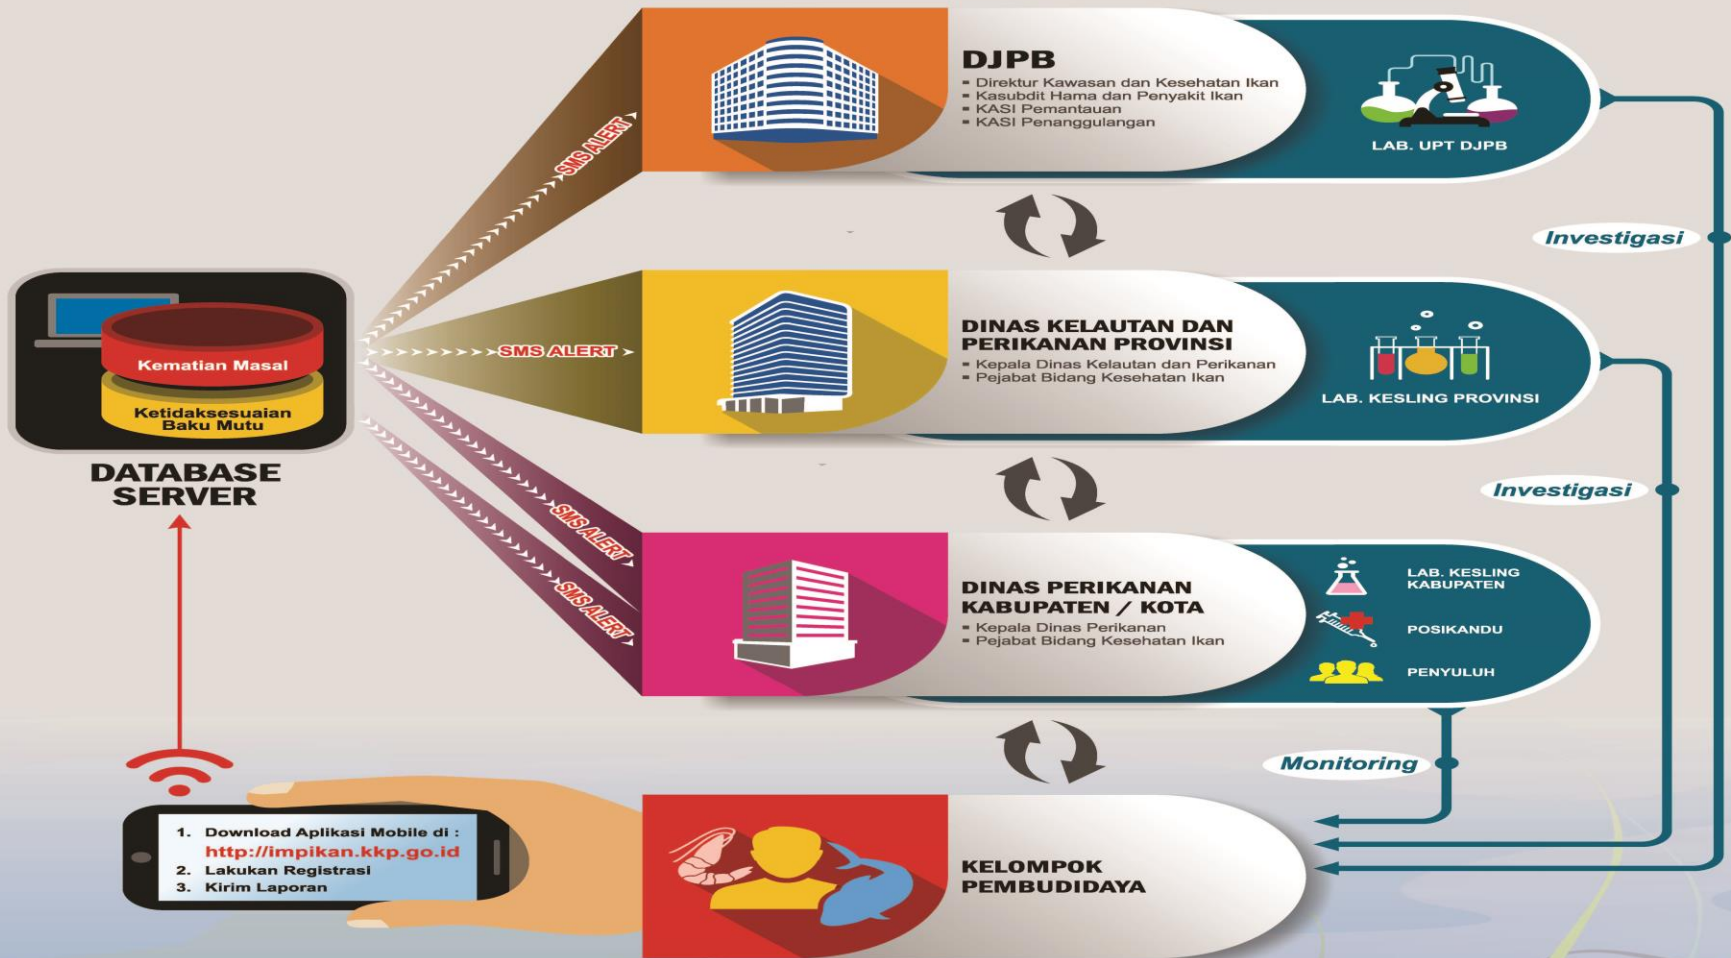 DJPB
▪ Direktur Kawasan dan Kesehatan Ikan
▪ Kasubdit Hama dan Penyakit Ikan
▪ KASI Pemantauan
▪ KASI Penanggulangan
LAB. UPT DJPB
SMS ALERT
Investigasi
DINAS KELAUTAN DAN
PERIKANAN PROVINSI
▪ Kepala Dinas Kelautan dan Perikanan
▪ Pejabat Bidang Kesehatan Ikan
LAB. KESLING PROVINSI
SMS ALERT
Kematian Masal
Ketidaksesuaian
Baku Mutu
DATABASE
SERVER
Investigasi
SMS ALERT
SMS ALERT
DINAS PERIKANAN
KABUPATEN / KOTA
▪ Kepala Dinas Perikanan
▪ Pejabat Bidang Kesehatan Ikan
LAB. KESLING
KABUPATEN
POSIKANDU
PENYULUH
Monitoring
1. Download Aplikasi Mobile di :
http://impikan.kkp.go.id
2. Lakukan Registrasi
3. Kirim Laporan
KELOMPOK
PEMBUDIDAYA